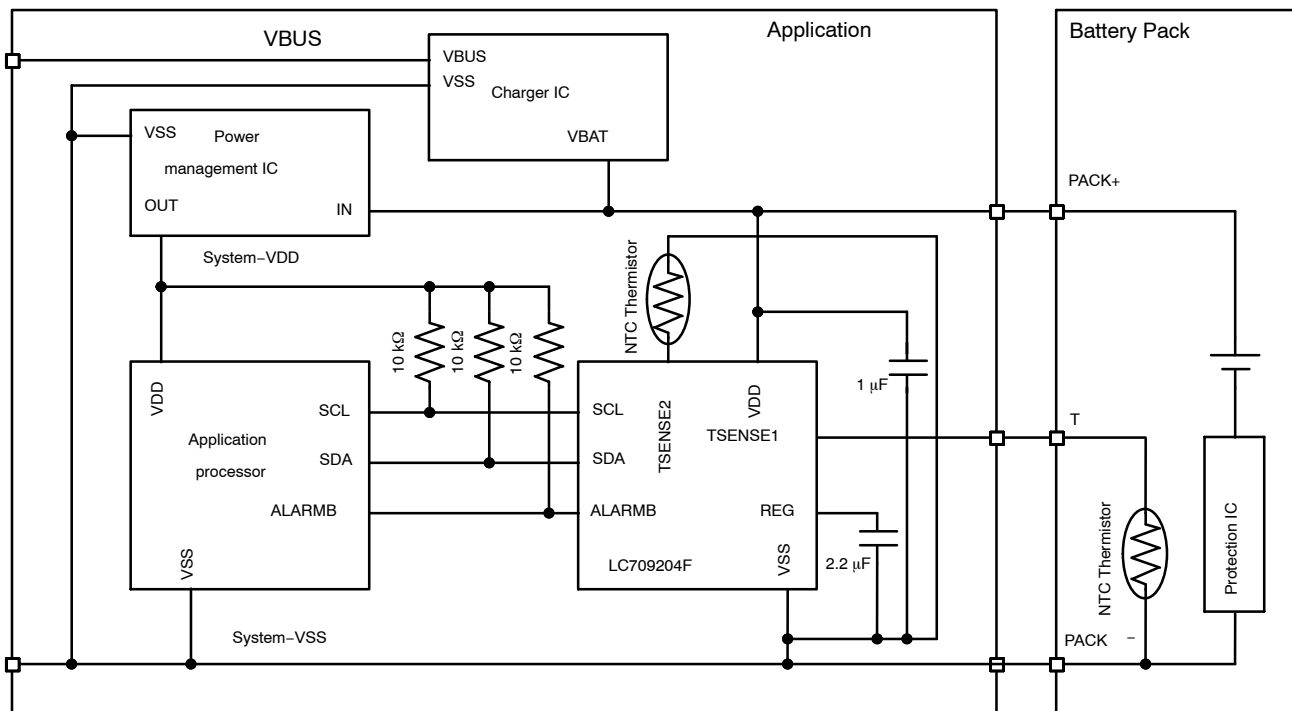 VBUS
Application
Battery Pack
VBUS
VSS
Charger IC
VBAT
VSS
Power
management IC
OUT
IN
PACK+
System−VDD
NTC Thermistor
10 kΩ
10 kΩ
10 kΩ
1 μF
VDD
SCL
Application
processor
SDA
ALARMB
VSS
SCL
TSENSE2
VDD
TSENSE1
SDA
ALARMB
REG
LC709204F
VSS
2.2 μF
T
NTC Thermistor
Protection IC
System−VSS
PACK −